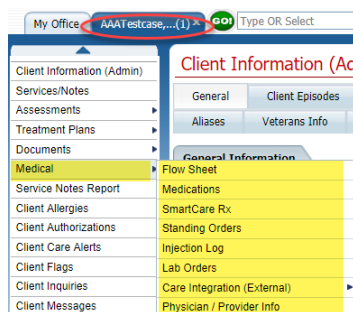 My Office
AAATestcase,...(1) ×
GO!
Type OR Select
Client Information (Admin)
Services/Notes
Assessments
Treatment Plans
Documents
Medical
Service Notes Report
Client Allergies
Client Authorizations
Client Care Alerts
Client Flags
Client Inquiries
Client Messages
Client Information (Ad
General
Client Episodes
Aliases
Veterans Info
General Information
Flow Sheet
Medications
SmartCare Rx
Standing Orders
Injection Log
Lab Orders
Care Integration (External)
Physician / Provider Info